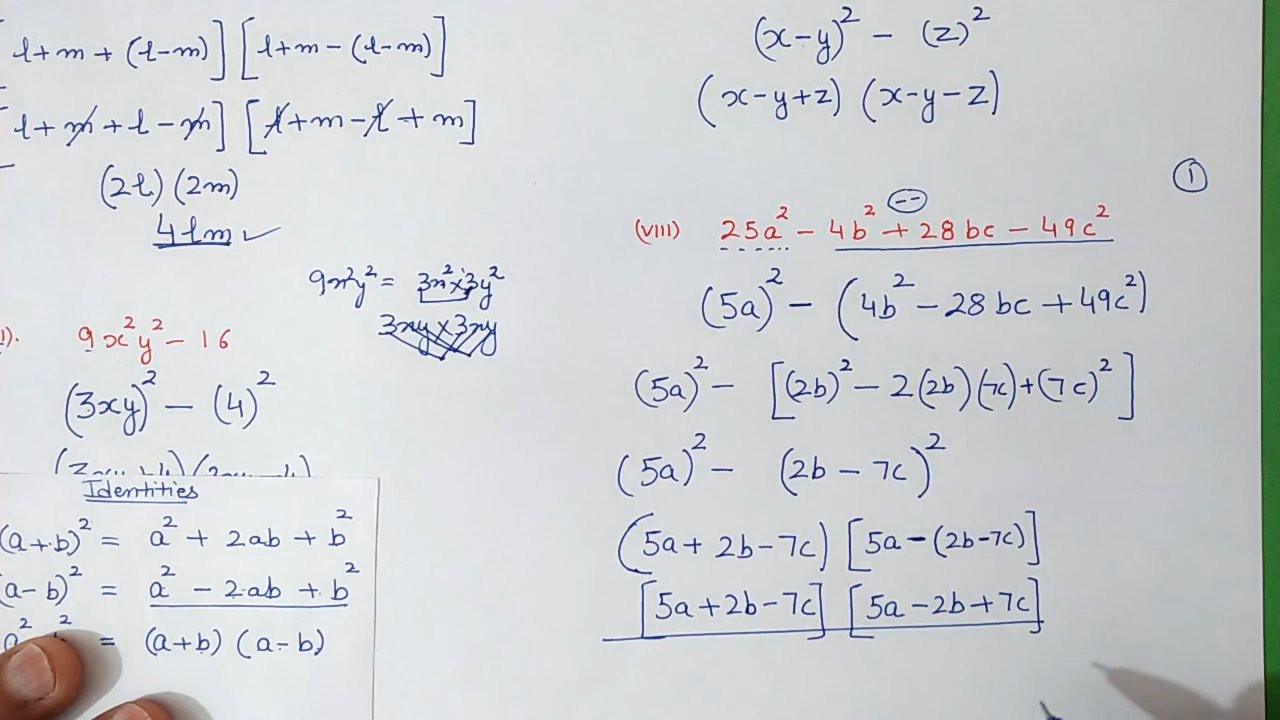 l+m + (l-m)] [l+m - (l-m)]
l+m+l-m] [l+m-l+m]
(2l) (2m)
4lm ✓
9x²y² = 3x²×3y²
3xy×3xy
I). 9x²y² - 16
(3xy)² - (4)²
Identities
(a+b)² = a² + 2ab + b²
(a-b)² = a² - 2ab + b²
= (a+b) (a-b)
(x-y)² - (z)²
(x-y+z) (x-y-z)
①
(VIII) 25a² - 4b² + 28bc - 49c²
(5a)² - (4b² - 28bc + 49c²)
(5a)² - [(2b)² - 2(2b)(7c)+(7c)²]
(5a)² - (2b-7c)²
(5a+2b-7c) [5a-(2b-7c)]
[5a+2b-7c] [5a-2b+7c]